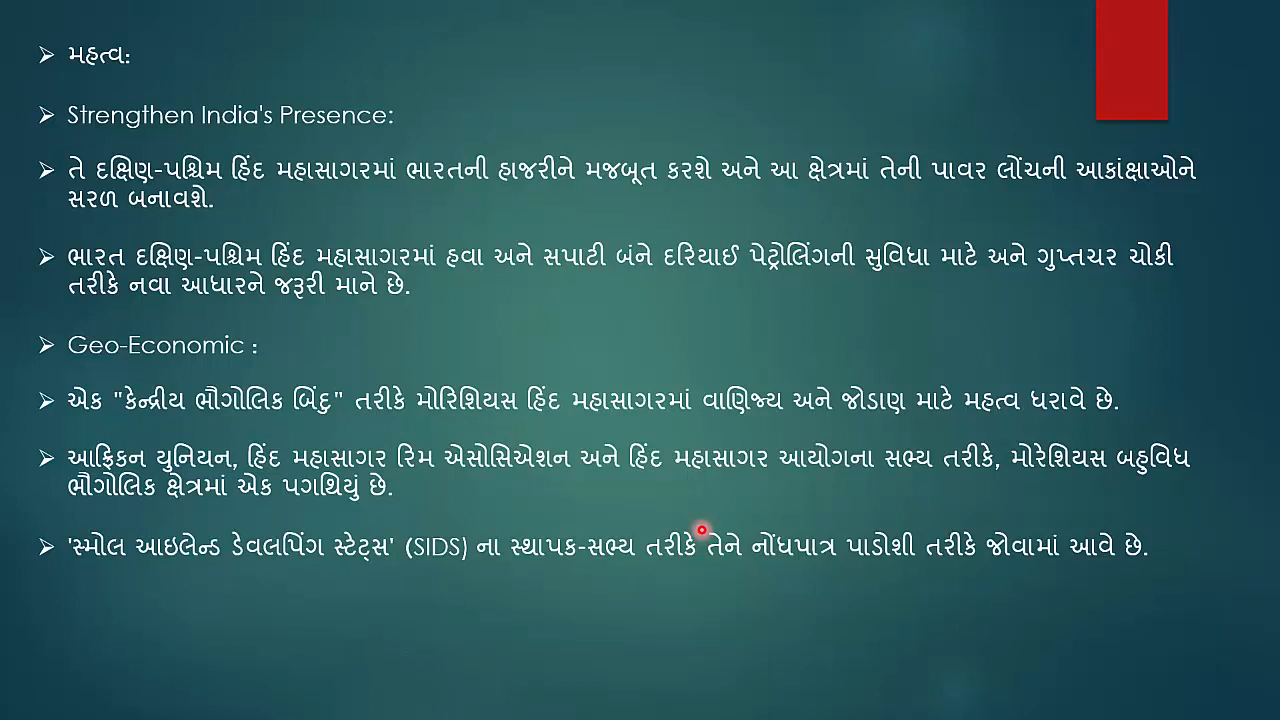 મહત્વ:
Strengthen India's Presence:
તે દક્ષિણ-પશ્ચિમ હિંદ મહાસાગરમાં ભારતની હાજરીને મજબૂત કરશે અને આ ક્ષેત્રમાં તેની પાવર લોંચની આકાંક્ષાઓને
સરળ બનાવશે.
ભારત દક્ષિણ-પશ્ચિમ હિંદ મહાસાગરમાં હવા અને સપાટી બંને દરિયાઈ પેટ્રોલિંગની સુવિધા માટે અને ગુપ્તચર ચોકી
તરીકે નવા આધારને જરૂરી માને છે.
Geo-Economic :
એક "કેન્દ્રીય ભૌગોલિક બિંદુ" તરીકે મોરિશિયસ હિંદ મહાસાગરમાં વાણિજ્ય અને જોડાણ માટે મહત્વ ધરાવે છે.
આફ્રિકન યુનિયન, હિંદ મહાસાગર રિમ એસોસિએશન અને હિંદ મહાસાગર આયોગના સભ્ય તરીકે, મોરેશિયસ બહુવિધ
ભૌગોલિક ક્ષેત્રમાં એક પગથિયું છે.
'સ્મોલ આઇલેન્ડ ડેવલપિંગ સ્ટેટ્સ' (SIDS) ના સ્થાપક-સભ્ય તરીકે તેને નોંધપાત્ર પાડોશી તરીકે જોવામાં આવે છે.